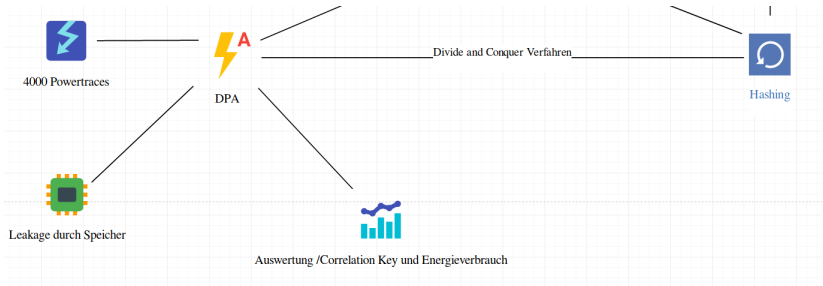 A
Divide and Conquer Verfahren
4000 Powertraces
DPA
Hashing
Leakage durch Speicher
Auswertung /Correlation Key und Energieverbrauch